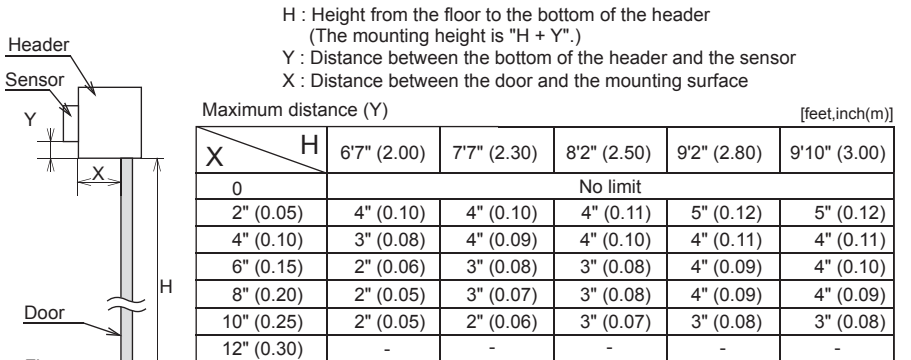 H : Height from the floor to the bottom of the header
(The mounting height is "H + Y".)
Y : Distance between the bottom of the header and the sensor
X : Distance between the door and the mounting surface
Header
Sensor
Y
X
H
Door
Maximum distance (Y) [feet,inch(m)]
X H 6'7" (2.00) 7'7" (2.30) 8'2" (2.50) 9'2" (2.80) 9'10" (3.00)
0 No limit
2" (0.05) 4" (0.10) 4" (0.10) 4" (0.11) 5" (0.12) 5" (0.12)
4" (0.10) 3" (0.08) 4" (0.09) 4" (0.10) 4" (0.11) 4" (0.11)
6" (0.15) 2" (0.06) 3" (0.08) 3" (0.08) 4" (0.09) 4" (0.10)
8" (0.20) 2" (0.05) 3" (0.07) 3" (0.08) 4" (0.09) 4" (0.09)
10" (0.25) 2" (0.05) 2" (0.06) 3" (0.07) 3" (0.08) 3" (0.08)
12" (0.30) - - - - -